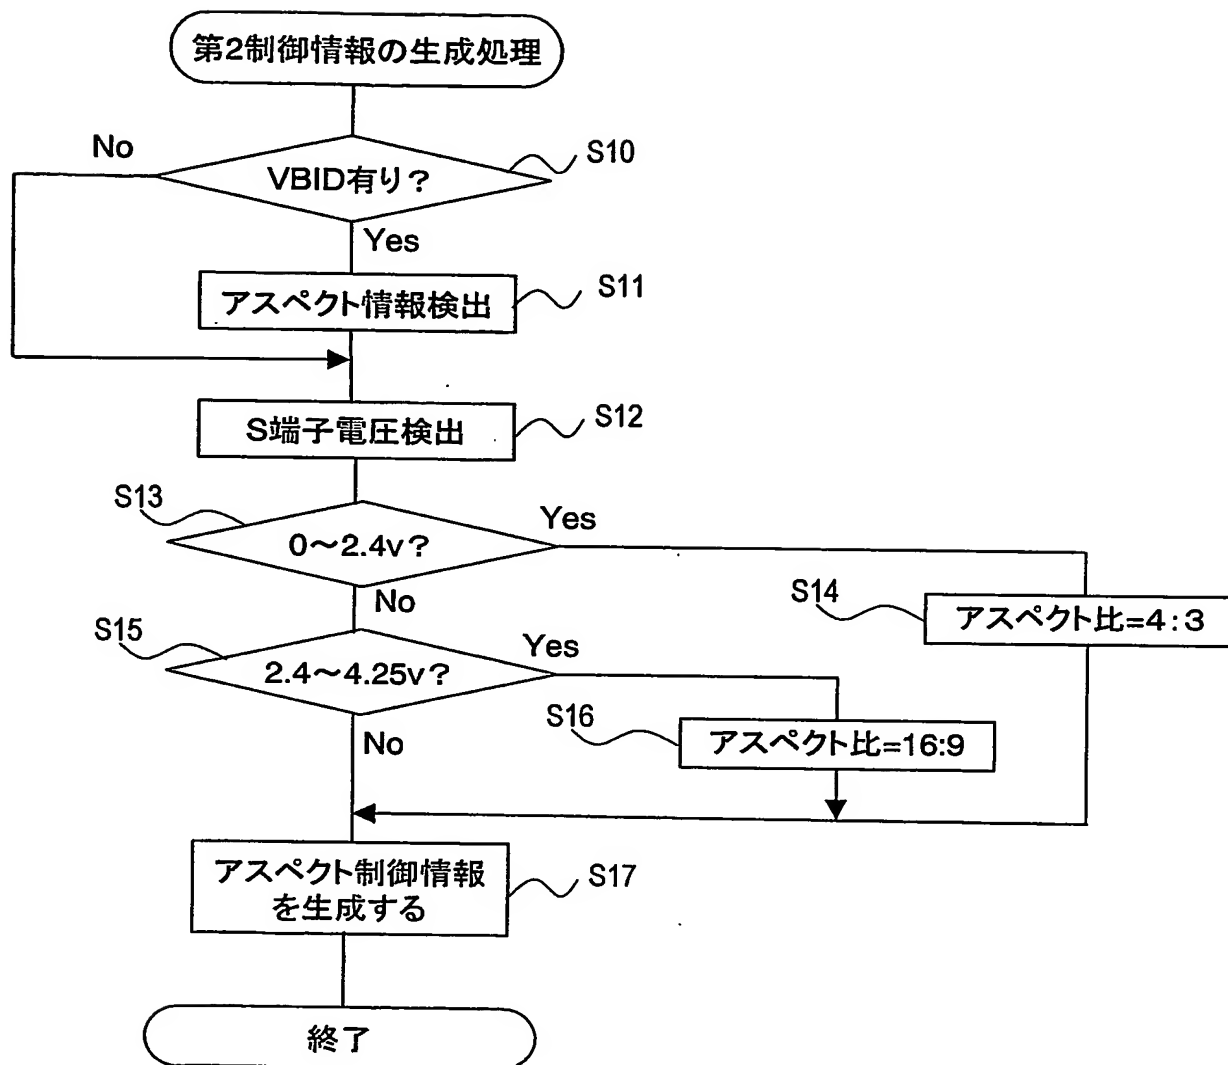 第2制御情報の生成処理
No
VBID有り?
S10
Yes
アスペクト情報検出
S11
S端子電圧検出
S12
S13
0〜2.4v?
Yes
No
S14
アスペクト比=4:3
S15
2.4〜4.25v?
Yes
No
S16
アスペクト比=16:9
アスペクト制御情報
を生成する
S17
終了